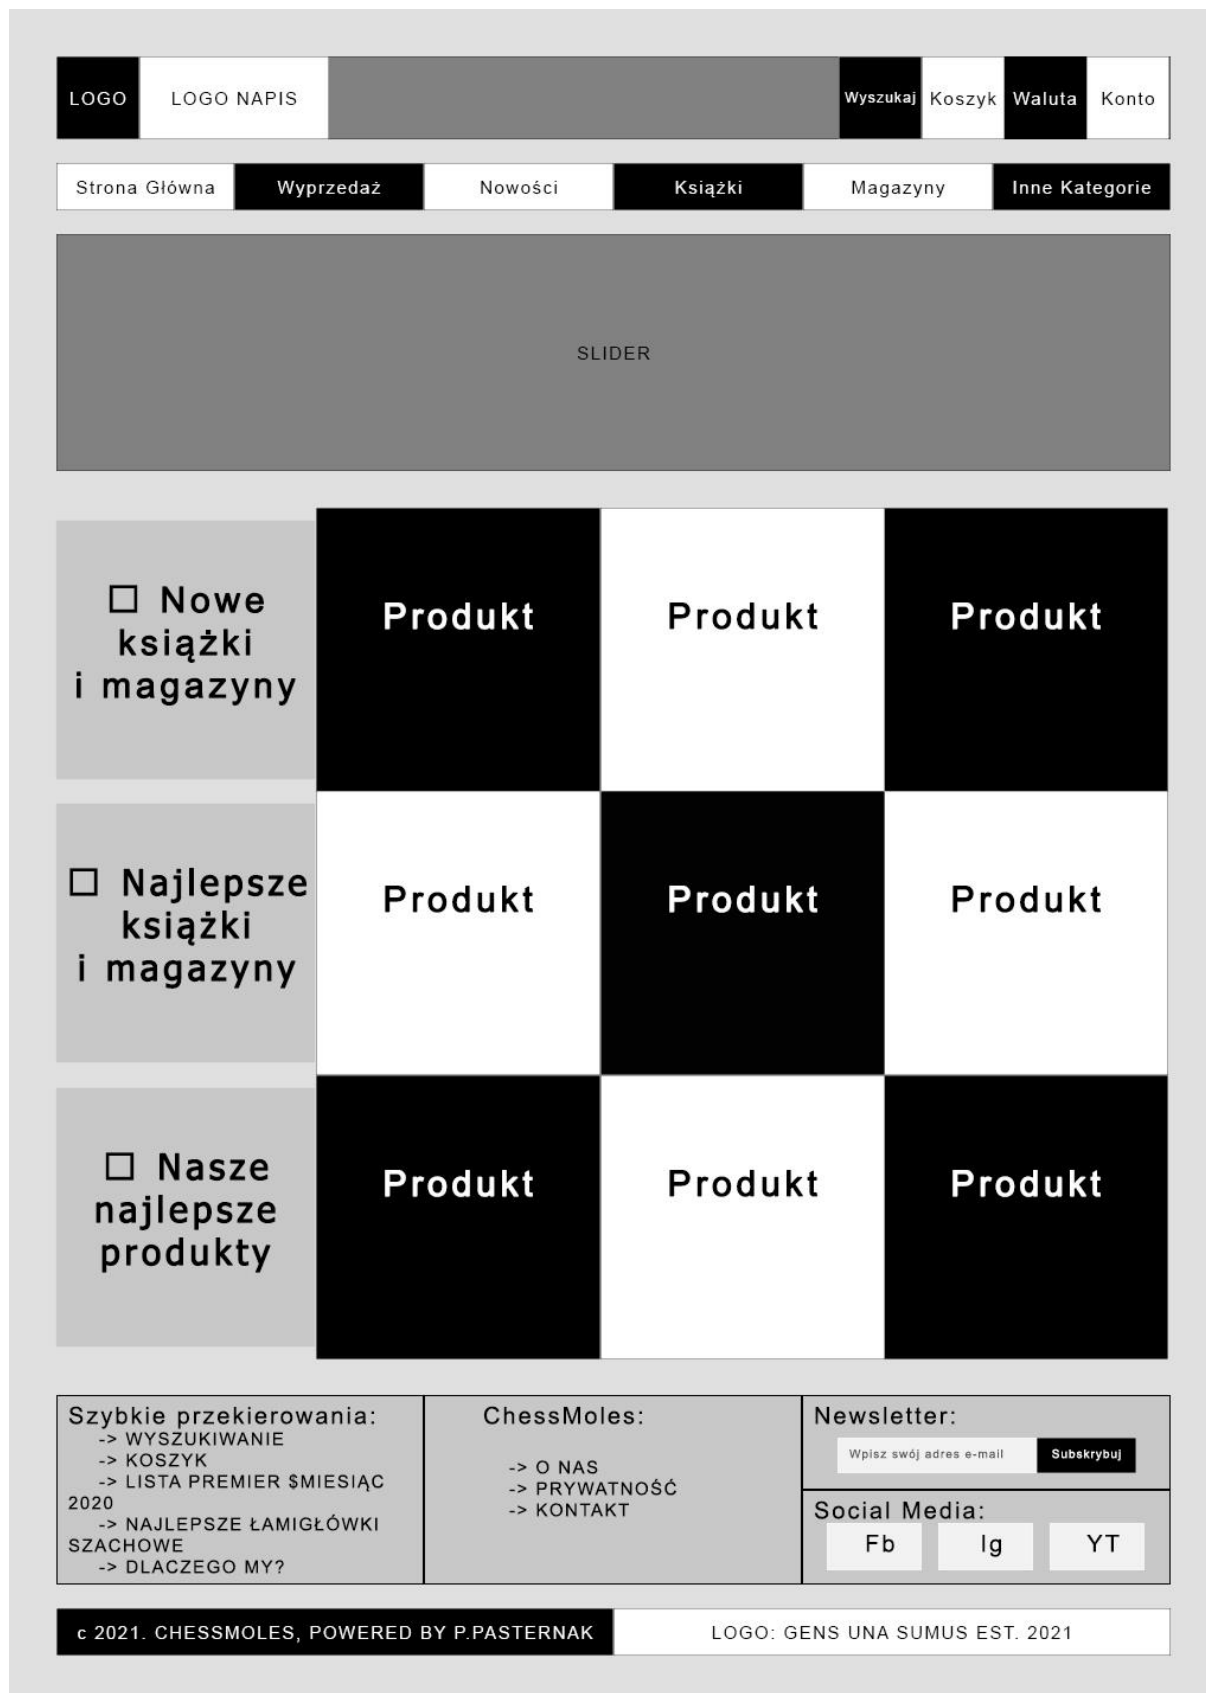 LOGO
LOGO NAPIS
Wyszukaj
Koszyk
Waluta
Konto
Strona Główna
Wyprzedaż
Nowości
Książki
Magazyny
Inne Kategorie
SLIDER
☐ Nowe
książki
i magazyny
Produkt
Produkt
Produkt
☐ Najlepsze
książki
i magazyny
Produkt
Produkt
Produkt
☐ Nasze
najlepsze
produkty
Produkt
Produkt
Produkt
Szybkie przekierowania:
-> WYSZUKIWANIE
-> KOSZYK
-> LISTA PREMIER $MIESIĄC
2020
-> NAJLEPSZE ŁAMIGŁÓWKI
SZACHOWE
-> DLACZEGO MY?
ChessMoles:
-> O NAS
-> PRYWATNOŚĆ
-> KONTAKT
Newsletter:
Wpisz swój adres e-mail
Subskrybuj
Social Media:
Fb
Ig
YT
c 2021. CHESSMOLES, POWERED BY P.PASTERNAK
LOGO: GENS UNA SUMUS EST. 2021